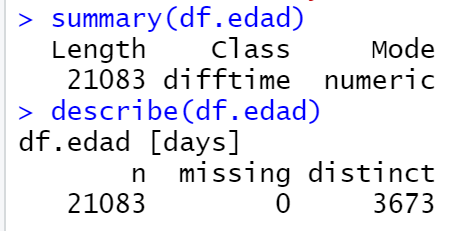 > summary(df.edad)
Length Class Mode
21083 difftime numeric
> describe(df.edad)
df.edad [days]
n missing distinct
21083 0 3673